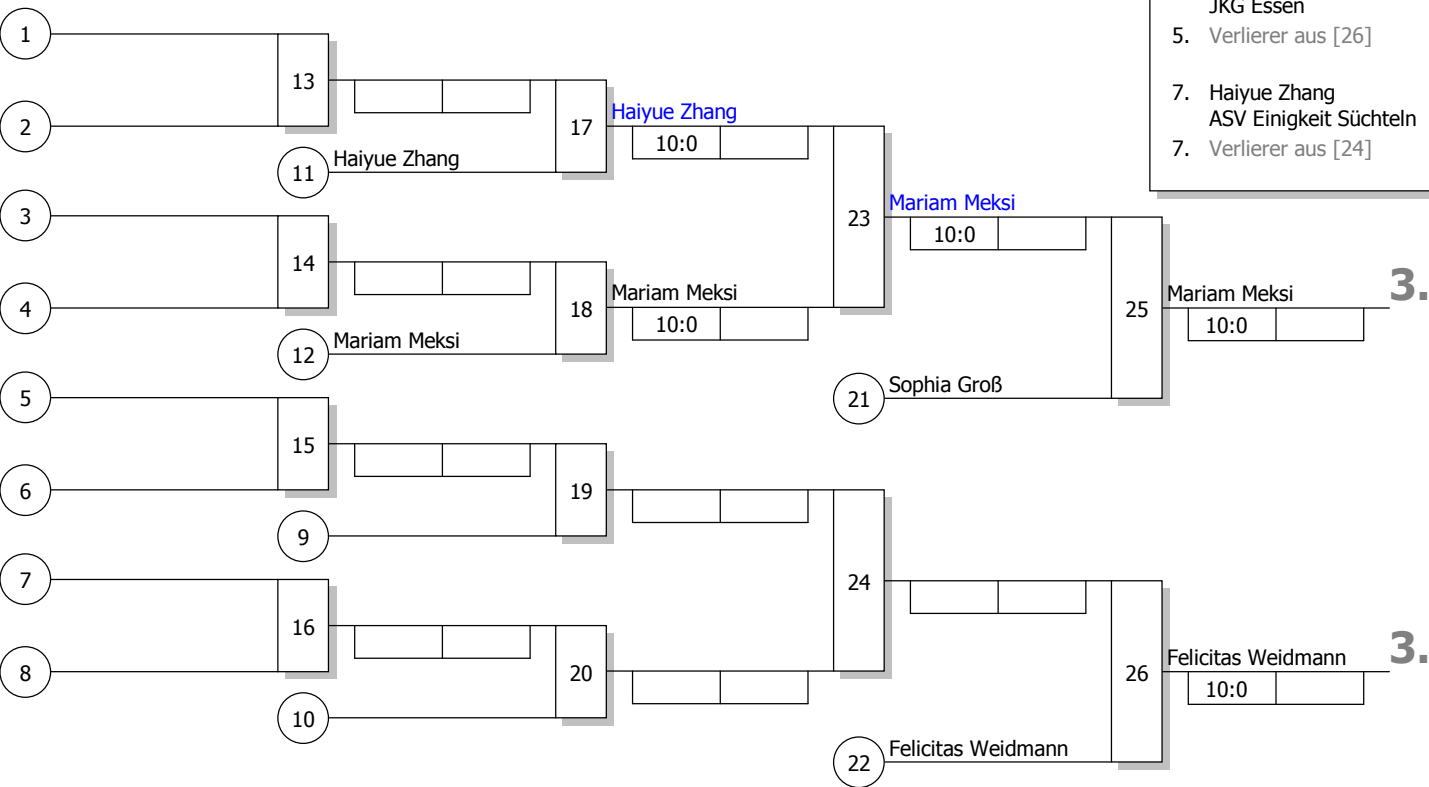 JKG Essen
5. Verlierer aus [26]
7. Haiyue Zhang
ASV Einigkeit Süchteln
7. Verlierer aus [24]
1
13
2
17
Haiyue Zhang
10:0
11
Haiyue Zhang
3
14
4
18
Mariam Meksi
10:0
12
Mariam Meksi
23
Mariam Meksi
10:0
25
Mariam Meksi
3.
10:0
21
Sophia Groß
5
15
6
19
9
7
16
8
20
10
24
26
Felicitas Weidmann
3.
10:0
22
Felicitas Weidmann